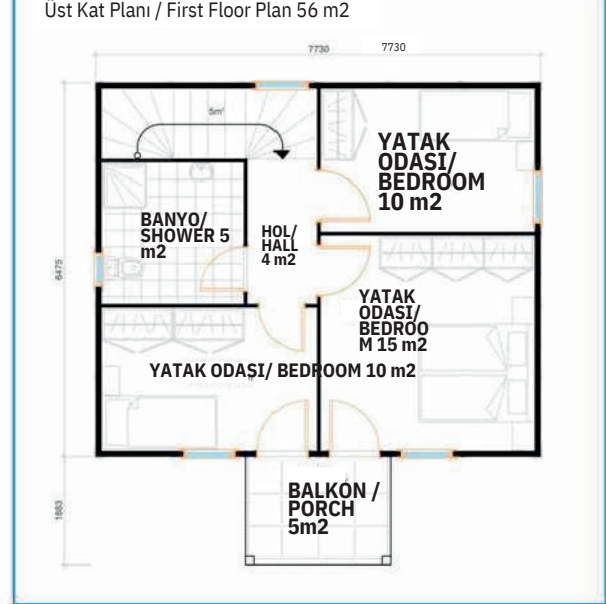 Üst Kat Planı / First Floor Plan 56 m2
7730
7730
5m²
YATAK
ODASI/
BEDROOM
10 m2
BANYO/
SHOWER 5
m2
HOL/
HALL
4 m2
6475
YATAK
ODASI/
BEDROO
M 15 m2
YATAK ODASI/ BEDROOM 10 m2
BALKON /
PORCH
5m2
1883